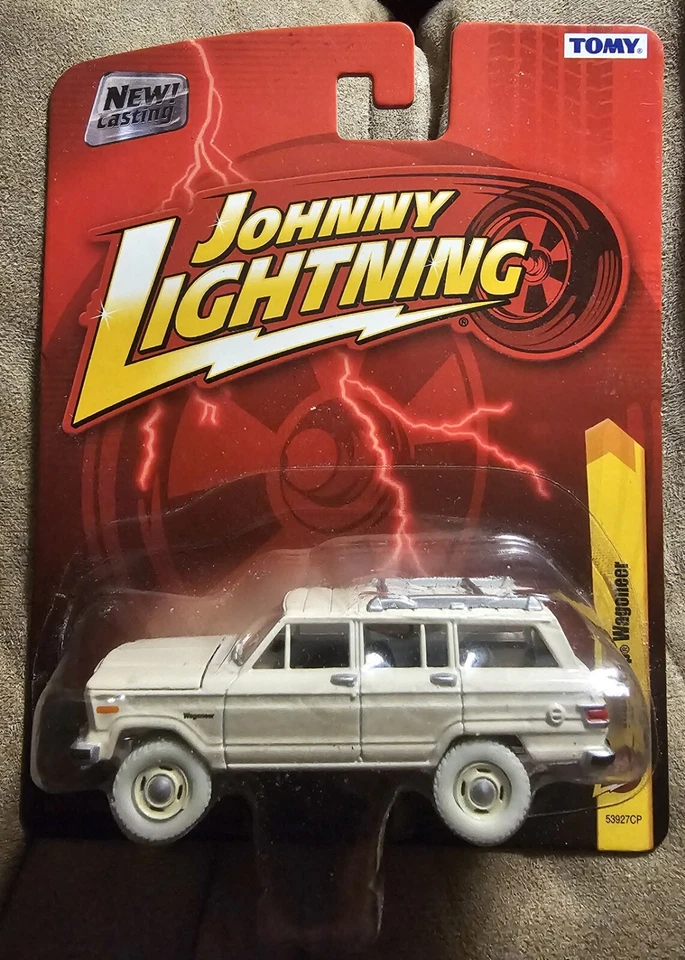 NEW!
casting
TOMY®
JOHNNY
LIGHTNING®
® Wagoneer
Wagoneer
53927CP